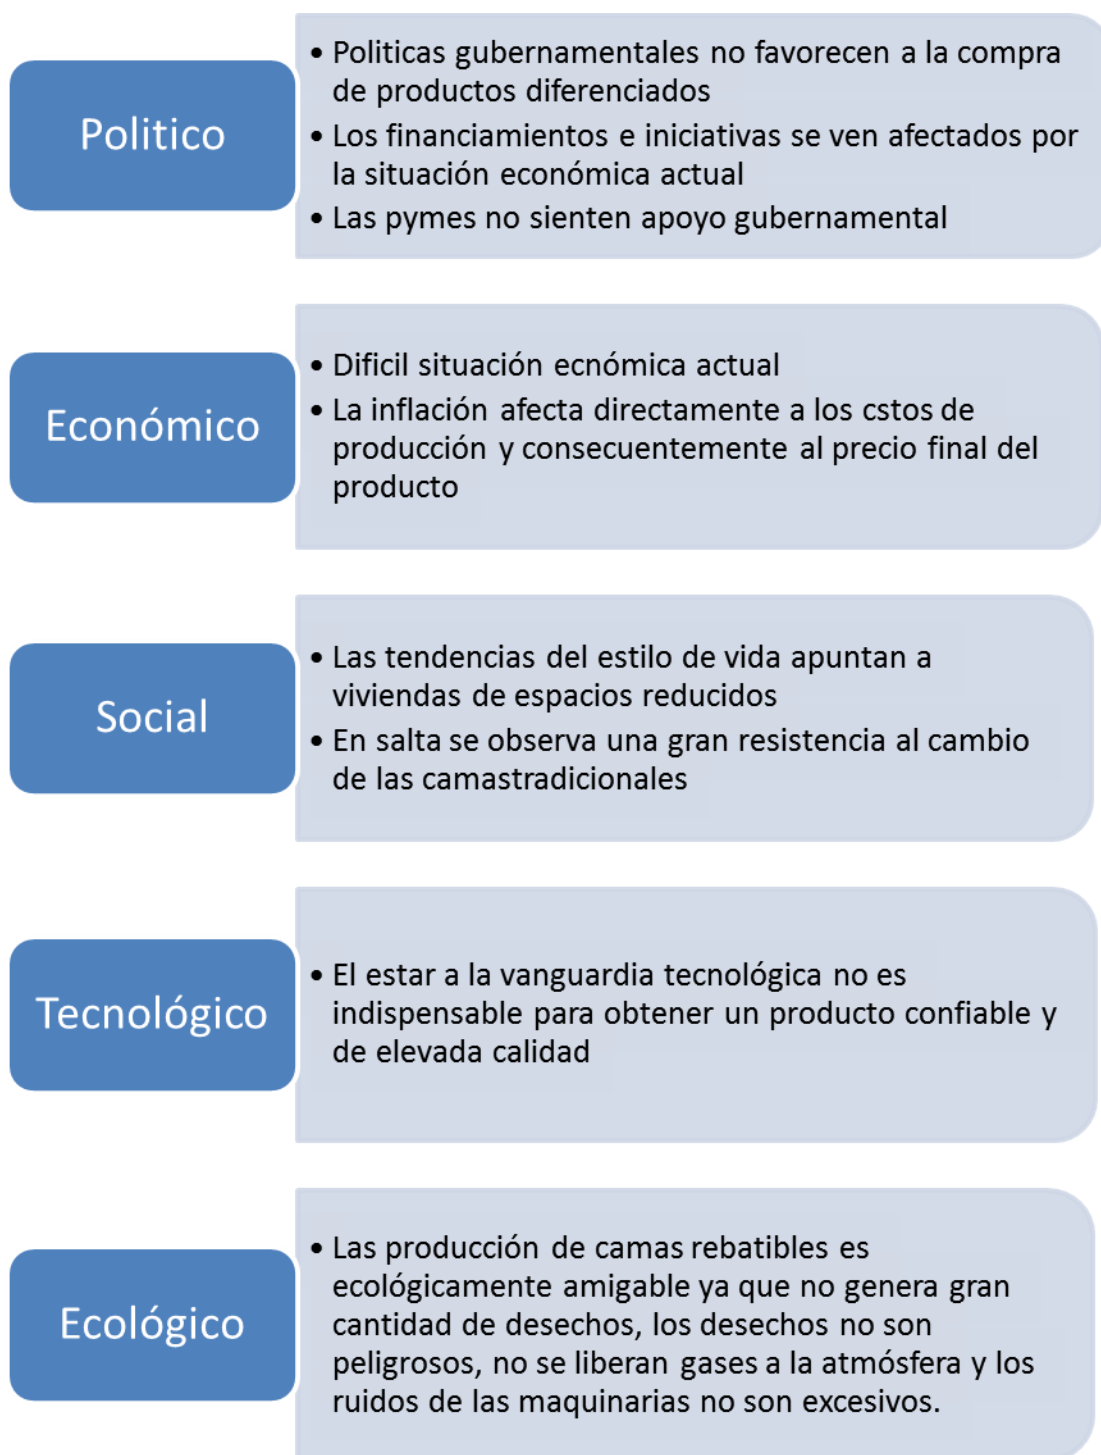 Politico
• Politicas gubernamentales no favorecen a la compra
de productos diferenciados
• Los financiamientos e iniciativas se ven afectados por
la situación económica actual
• Las pymes no sienten apoyo gubernamental
Económico
• Dificil situación ecnómica actual
• La inflación afecta directamente a los cstos de
producción y consecuentemente al precio final del
producto
Social
• Las tendencias del estilo de vida apuntan a
viviendas de espacios reducidos
• En salta se observa una gran resistencia al cambio
de las camastradicionales
Tecnológico
• El estar a la vanguardia tecnológica no es
indispensable para obtener un producto confiable y
de elevada calidad
Ecológico
• Las producción de camas rebatibles es
ecológicamente amigable ya que no genera gran
cantidad de desechos, los desechos no son
peligrosos, no se liberan gases a la atmósfera y los
ruidos de las maquinarias no son excesivos.